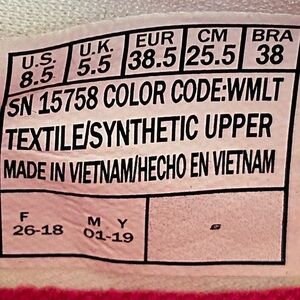 U.S. U.K. EUR CM BRA
8.5 5.5 38.5 25.5 38
SN 15758 COLOR CODE:WMLT
TEXTILE/SYNTHETIC UPPER
MADE IN VIETNAM/HECHO EN VIETNAM
F M Y
26-18 01-19